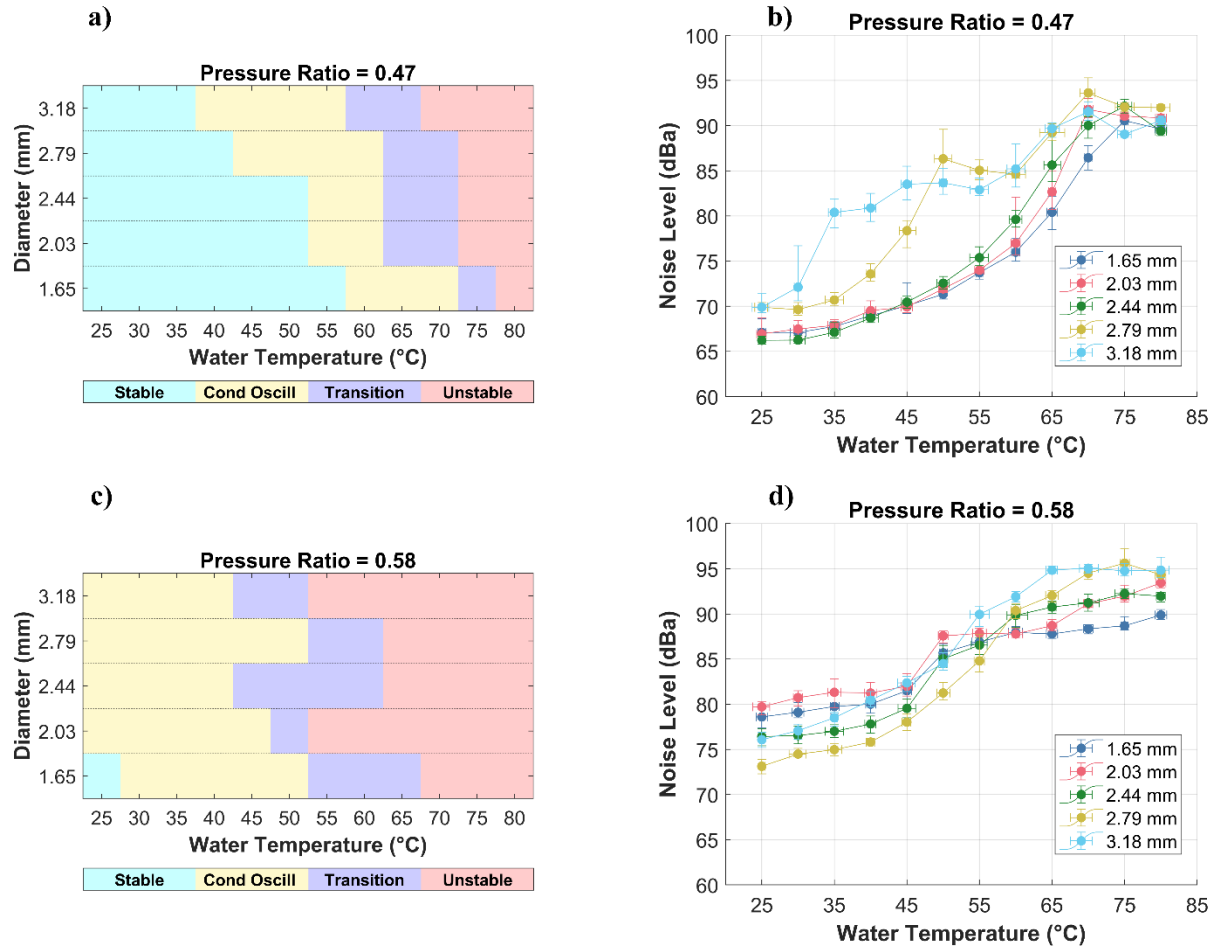 a)
Pressure Ratio = 0.47
Diameter (mm)
3.18
2.79
2.44
2.03
1.65
25 30 35 40 45 50 55 60 65 70 75 80
Water Temperature (°C)
Stable Cond Oscill Transition Unstable
b)
Pressure Ratio = 0.47
Noise Level (dBa)
100
95
90
85
80
75
70
65
60
1.65 mm
2.03 mm
2.44 mm
2.79 mm
3.18 mm
25 35 45 55 65 75 85
Water Temperature (°C)
c)
Pressure Ratio = 0.58
Diameter (mm)
3.18
2.79
2.44
2.03
1.65
25 30 35 40 45 50 55 60 65 70 75 80
Water Temperature (°C)
Stable Cond Oscill Transition Unstable
d)
Pressure Ratio = 0.58
Noise Level (dBa)
100
95
90
85
80
75
70
65
60
1.65 mm
2.03 mm
2.44 mm
2.79 mm
3.18 mm
25 35 45 55 65 75 85
Water Temperature (°C)